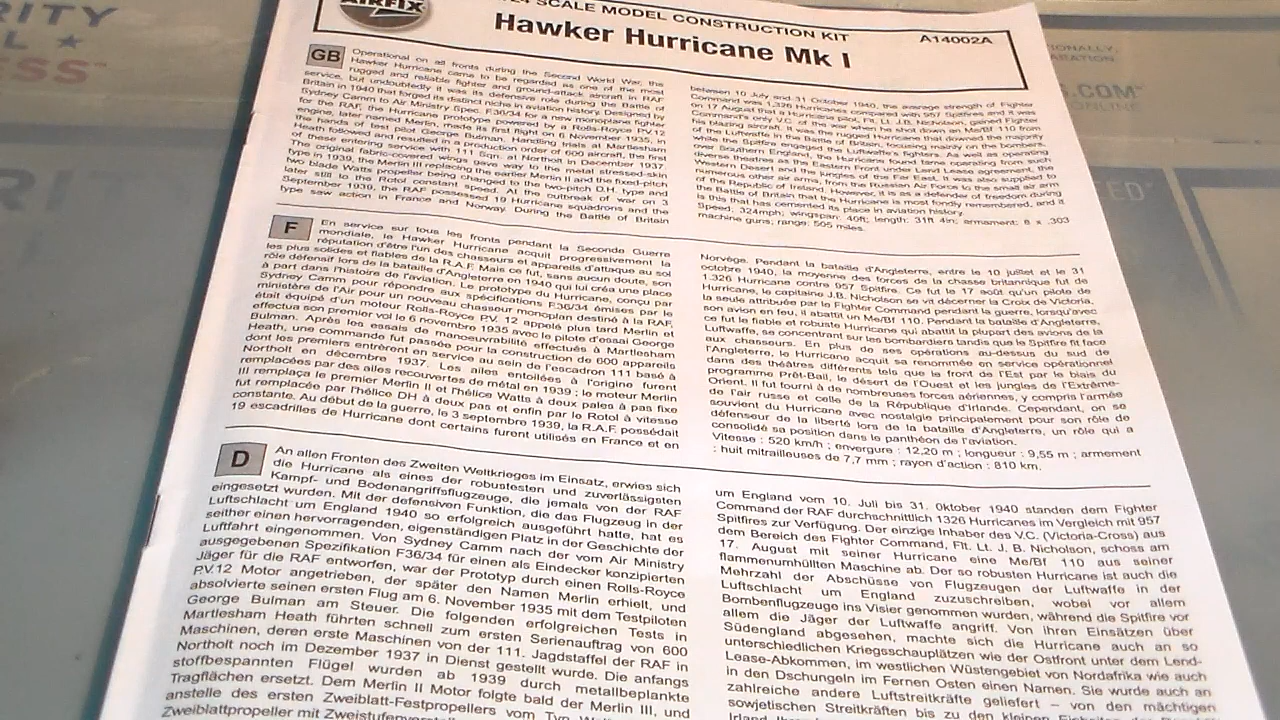 AIRFIX
SCALE MODEL CONSTRUCTION KIT
Hawker Hurricane Mk I
A14002A
GB
Operational on all fronts during the Second World War, the
Hawker Hurricane came to be regarded as one of the most
rugged and reliable fighter and ground-attack aircraft in RAF
service, but undoubtedly it was its defensive role during the Battle of
Britain in 1940 that forged its distinct niche in aviation history. Designed by
Sydney Camm to Air Ministry Spec F36/34 for a new monoplane fighter
for the RAF, the Hurricane prototype powered by a Rolls-Royce PV.12
engine, later named Merlin, made its first flight on 6 November 1935, in
the hands of test pilot George Bulman. Handling trials at Martlesham
Heath followed and resulted in a production order of 600 aircraft, the first
of these entering service with 111 Sqn. at Northolt in December 1937
The original fabric-covered wings gave way to the metal stressed-skin
type in 1939, the Merlin III replacing the earlier Merlin II and the fixed-pitch
two blade Watts propeller being changed to the two-pitch D.H. Type and
later still to the Rotol constant speed. At the outbreak of war on 3
September 1939, the RAF possessed 19 Hurricane squadrons and the
type saw action in France and Norway. During the Battle of Britain
between 10 July and 31 October 1940, the average strength of Fighter
Command was 1,326 Hurricanes compared with 957 Spitfires and it was
on 17 August that a Hurricane pilot, Flt. Lt. J.B. Nicholson, gained Fighter
Command's only V.C. of the war when he shot down an Me/Bf 110 from
his blazing aircraft. It was the rugged Hurricane that downed the majority
of the Luftwaffe in the Battle of Britain, focusing mainly on the bombers,
while the Spitfire engaged the Luftwaffe's fighters. As well as operating
over Southern England, the Hurricane found fame operating from such
diverse theatres as the Eastern Front under Land Lease agreement, the
Western Desert and the jungles of the Far East. It was also supplied to
numerous other air arms, from the Russian Air Force to the small air arm
of the Republic of Ireland. However, it is as a defender of freedom during
the Battle of Britain that the Hurricane is most fondly remembered, and it
is this that has cemented its place in aviation history.
Speed: 324mph; wingspan: 40ft; length: 31ft 4in; armament: 8 x .303
machine guns; range: 505 miles.
F
En service sur tous les fronts pendant la Seconde Guerre
mondiale, le Hawker Hurricane acquit progressivement la
réputation d'être l'un des chasseurs et appareils d'attaque au sol
les plus solides et fiables de la R.A.F. Mais ce fut, sans aucun doute, son
rôle défensif lors de la bataille d'Angleterre en 1940 qui lui créa une place
à part dans l'histoire de l'aviation. Le prototype du Hurricane, conçu par
Sydney Camm pour répondre aux spécifications F.36/34 émises par le
ministère de l'Air pour un nouveau chasseur monoplan destiné à la RAF,
était équipé d'un moteur Rolls-Royce PV. 12 appelé plus tard Merlin et
effectua son premier vol le 6 novembre 1935 avec le pilote d'essai George
Bulman. Après les essais de manoeuvrabilité effectués à Martlesham
Heath, une commande fut passée pour la construction de 600 appareils
dont les premiers entrèrent en service au sein de l'escadron 111 basé à
Northolt en décembre 1937. Les ailes entoilées à l'origine furent
remplacées par des ailes recouvertes de métal en 1939 ; le moteur Merlin
III remplaça le premier Merlin II et l'hélice Watts à deux pales à pas fixe
fut remplacée par l'hélice DH à deux pas et enfin par le Rotol à vitesse
constante. Au début de la guerre, le 3 septembre 1939, la R.A.F. possédait
19 escadrilles de Hurricane dont certains furent utilisés en France et en
Norvège. Pendant la bataille d'Angleterre, entre le 10 juillet et le 31
octobre 1940, la moyenne des forces de la chasse britannique fut de
1.326 Hurricane contre 957 Spitfire. Ce fut le 17 août qu'un pilote de
Hurricane, le capitaine J.B. Nicholson se vit décerner la Croix de Victoria,
la seule attribuée par le Fighter Command pendant la guerre, lorsqu'avec
son avion en feu, il abattit un Me/Bf 110. Pendant la bataille d'Angleterre,
ce fut le fiable et robuste Hurricane qui abattit la plupart des avions de la
Luftwaffe, se concentrant sur les bombardiers tandis que le Spitfire fit face
aux chasseurs. En plus de ses opérations au-dessus du sud de
l'Angleterre, le Hurricane acquit sa renommée en service opérationnel
dans des théâtres différents tels que le front de l'Est par le biais du
programme Prêt-Bail, le désert de l'Ouest et les jungles de l'Extrême-
Orient. Il fut fourni à de nombreuses forces aériennes, y compris l'armée
de l'air russe et celle de la République d'Irlande. Cependant, on se
souvient du Hurricane avec nostalgie principalement pour son rôle de
défenseur de la liberté lors de la bataille d'Angleterre, un rôle qui a
consolidé sa position dans le panthéon de l'aviation.
Vitesse : 520 km/h ; envergure : 12,20 m ; longueur : 9,55 m ; armement
: huit mitrailleuses de 7,7 mm ; rayon d'action : 810 km.
D
An allen Fronten des Zweiten Weltkrieges im Einsatz, erwies sich
die Hurricane als eines der robustesten und zuverlässigsten
Kampf- und Bodenangriffsflugzeuge, die jemals von der RAF
eingesetzt wurden. Mit der defensiven Funktion, die das Flugzeug in der
Luftschlacht um England 1940 so erfolgreich ausgeführt hatte, hat es
seither einen hervorragenden, eigenständigen Platz in der Geschichte der
Luftfahrt eingenommen. Von Sydney Camm nach der vom Air Ministry
ausgegebenen Spezifikation F36/34 für einen als Eindecker konzipierten
Jäger für die RAF entworfen, war der Prototyp durch einen Rolls-Royce
P.V.12 Motor angetrieben, der später den Namen Merlin erhielt, und
absolvierte seinen ersten Flug am 6. November 1935 mit dem Testpiloten
George Bulman am Steuer. Die folgenden erfolgreichen Tests in
Martlesham Heath führten schnell zum ersten Serienauftrag von 600
Maschinen, deren erste Maschinen von der 111. Jagdstaffel der RAF in
Northolt noch im Dezember 1937 in Dienst gestellt wurde. Die anfangs
stoffbespannten Flügel wurden ab 1939 durch metallbeplankte
Tragflächen ersetzt. Dem Merlin II Motor folgte bald der Merlin III, und
anstelle des ersten Zweiblatt-Festpropellers vom Typ
Zweiblattpropeller mit
um England vom 10. Juli bis 31. Oktober 1940 standen dem Fighter
Command der RAF durchschnittlich 1326 Hurricanes im Vergleich mit 957
Spitfires zur Verfügung. Der einzige Inhaber des V.C. (Victoria-Cross) aus
dem Bereich des Fighter Command, Flt. Lt. J. B. Nicholson, schoss am
17. August mit seiner Hurricane eine Me/Bf 110 aus seiner
flammenumhüllten Maschine ab. Der so robusten Hurricane ist auch die
Mehrzahl der Abschüsse von Flugzeugen der Luftwaffe in der
Luftschlacht um England zuzuschreiben, wobei vor allem
Bombenflugzeuge ins Visier genommen wurden, während die Spitfire vor
allem die Jäger der Luftwaffe angriff. Von ihren Einsätzen über
Südengland abgesehen, machte sich die Hurricane auch an so
unterschiedlichen Kriegsschauplätzen wie der Ostfront unter dem Lend-
Lease-Abkommen, im westlichen Wüstengebiet von Nordafrika wie auch
in den Dschungeln im Fernen Osten einen Namen. Sie wurde auch an
zahlreiche andere Luftstreitkräfte geliefert – von den mächtigen
sowjetischen Streitkräften bis zu den kleinen